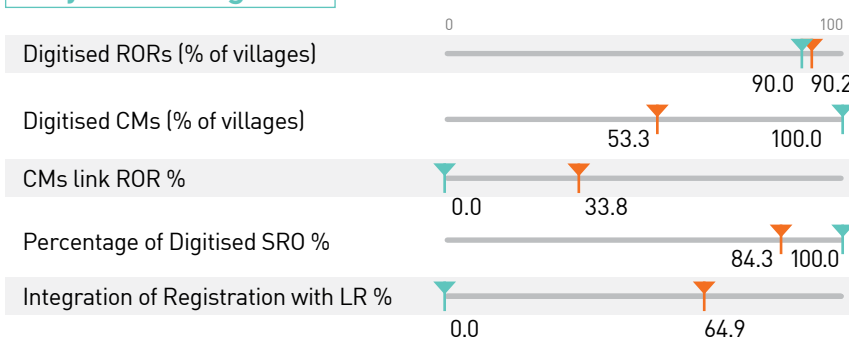 0 100
Digitised RORs (% of villages)
90.0 90.2
Digitised CMs (% of villages)
53.3 100.0
CMs link ROR %
0.0 33.8
Percentage of Digitised SRO %
84.3 100.0
Integration of Registration with LR %
0.0 64.9